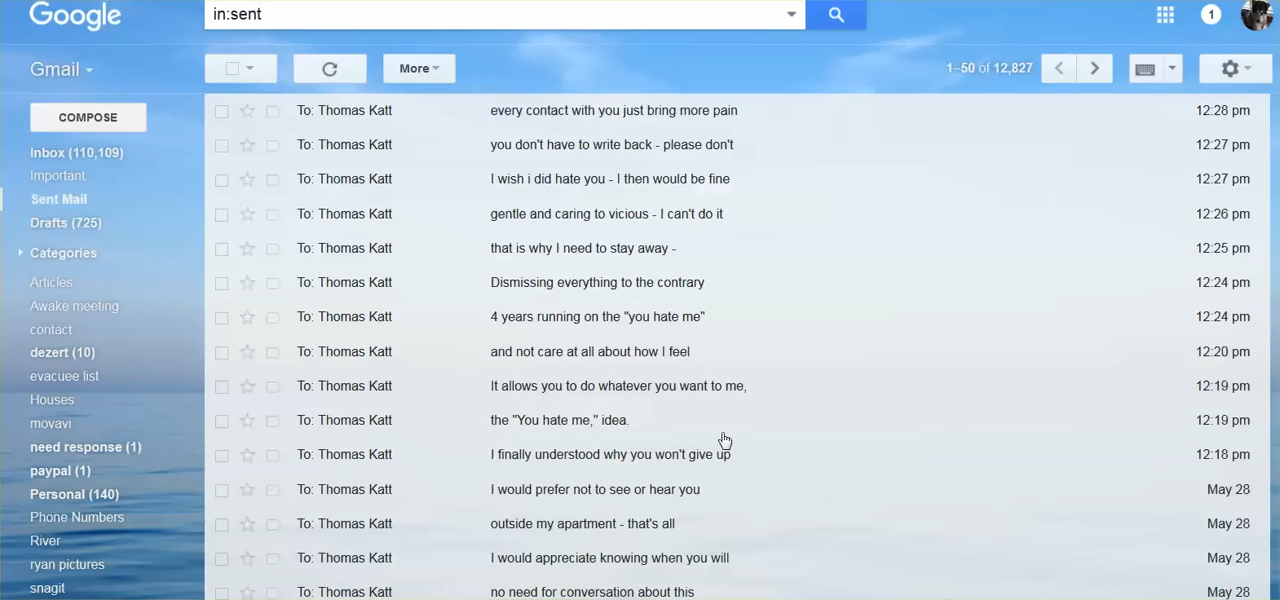 Google
in:sent
1
Gmail
More
1–50 of 12,827
COMPOSE
Inbox (110,109)
Important
Sent Mail
Drafts (725)
Categories
Articles
Awake meeting
contact
dezert (10)
evacuee list
Houses
movavi
need response (1)
paypal (1)
Personal (140)
Phone Numbers
River
ryan pictures
snagit
To: Thomas Katt every contact with you just bring more pain 12:28 pm
To: Thomas Katt you don't have to write back - please don't 12:27 pm
To: Thomas Katt I wish i did hate you - I then would be fine 12:27 pm
To: Thomas Katt gentle and caring to vicious - I can't do it 12:26 pm
To: Thomas Katt that is why I need to stay away - 12:25 pm
To: Thomas Katt Dismissing everything to the contrary 12:24 pm
To: Thomas Katt 4 years running on the "you hate me" 12:24 pm
To: Thomas Katt and not care at all about how I feel 12:20 pm
To: Thomas Katt It allows you to do whatever you want to me, 12:19 pm
To: Thomas Katt the "You hate me," idea. 12:19 pm
To: Thomas Katt I finally understood why you won't give up 12:18 pm
To: Thomas Katt I would prefer not to see or hear you May 28
To: Thomas Katt outside my apartment - that's all May 28
To: Thomas Katt I would appreciate knowing when you will May 28
To: Thomas Katt no need for conversation about this May 28